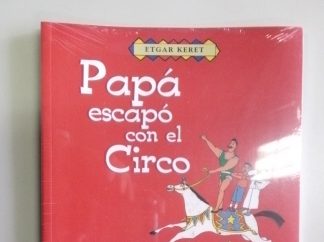 ETGAR KERET
Papá
escapó
con el
Circo